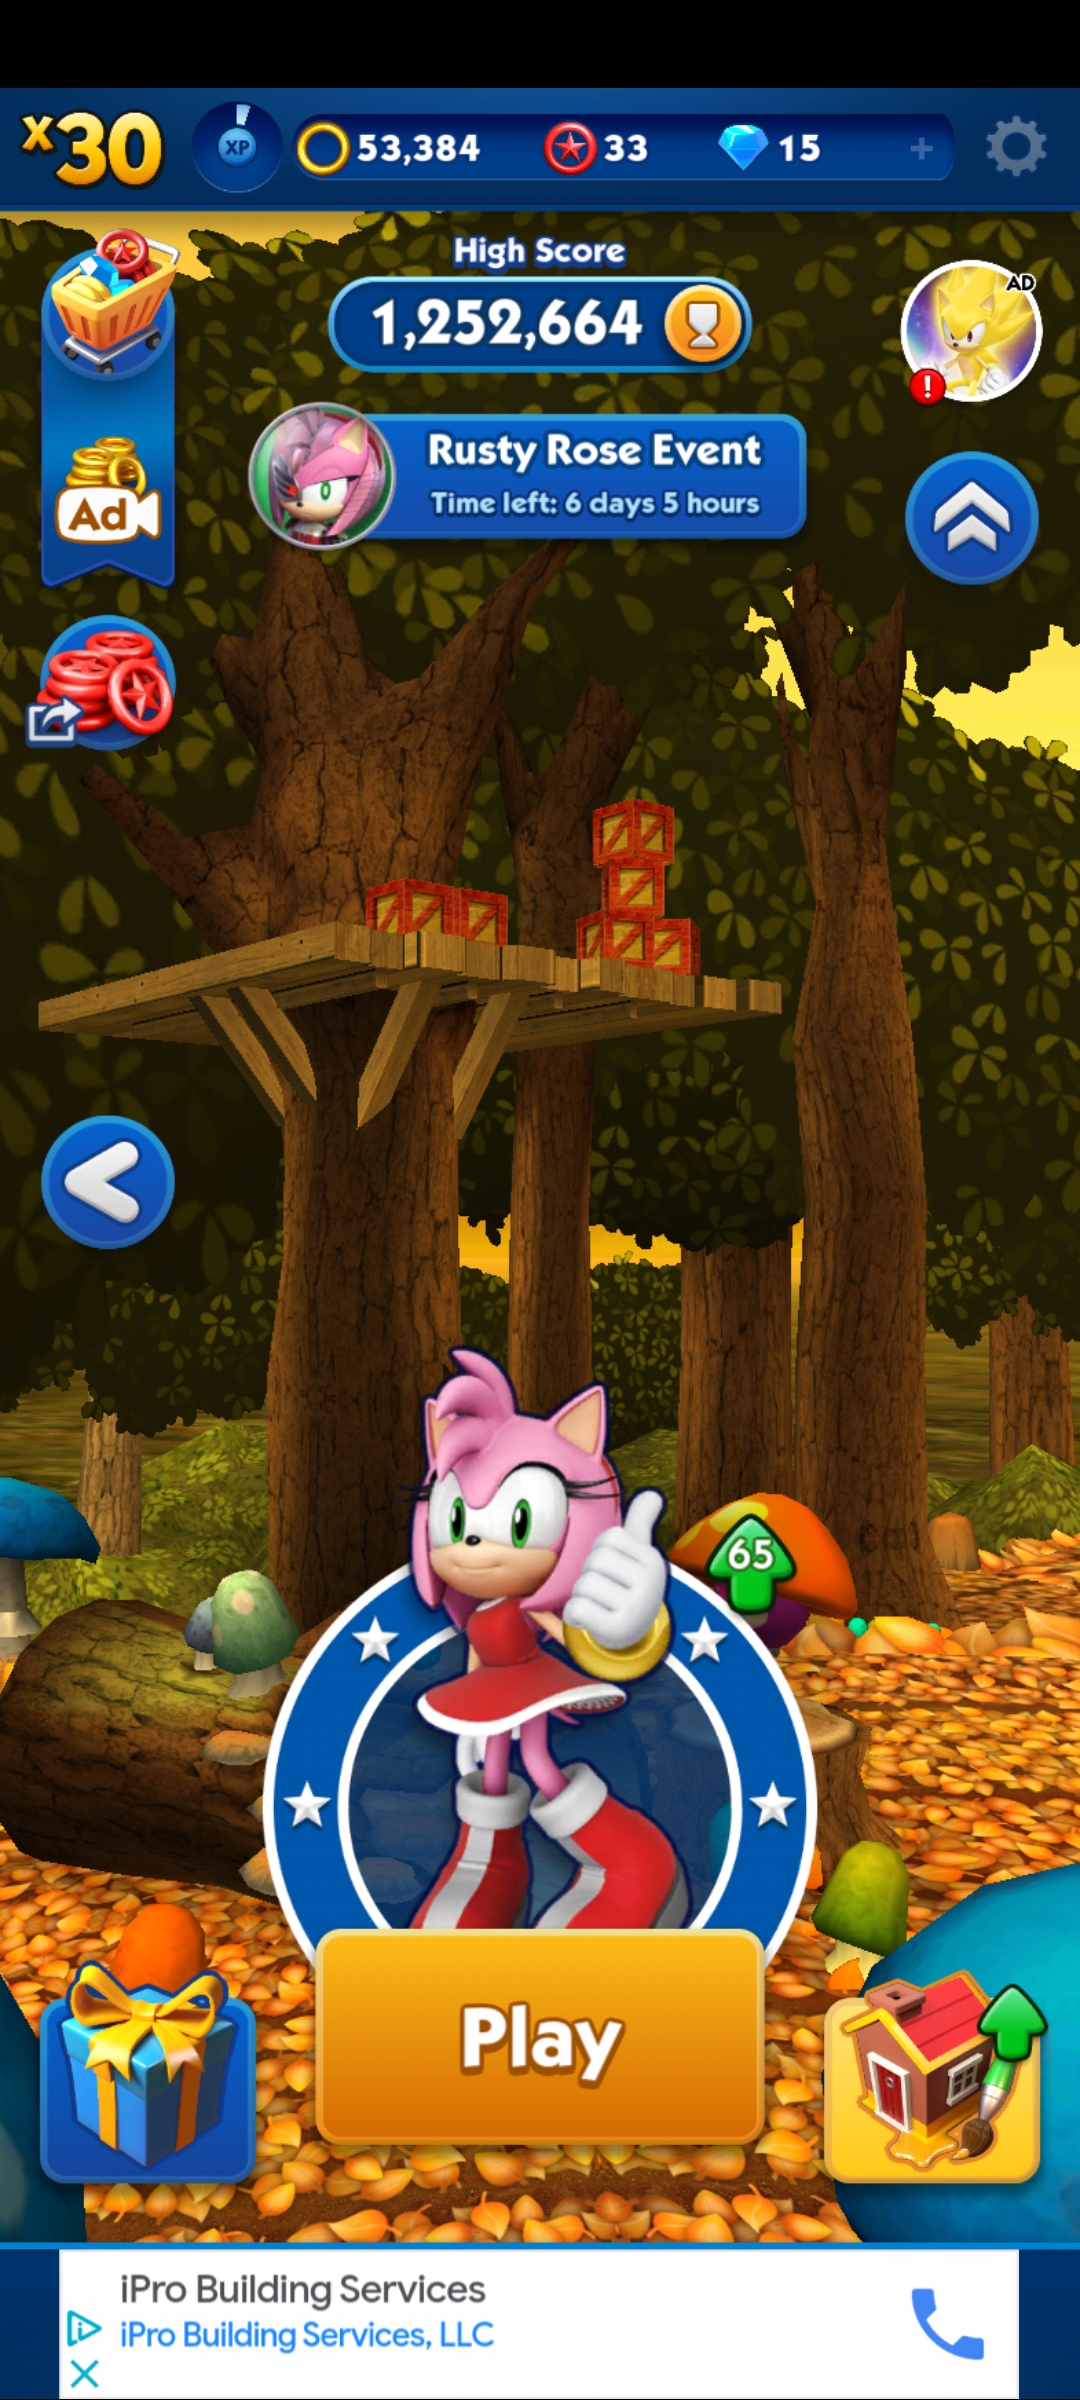 x30
XP
53,384
33
15
+
High Score
1,252,664
AD
!
Rusty Rose Event
Time left: 6 days 5 hours
Ad
65
Play
iPro Building Services
iPro Building Services, LLC